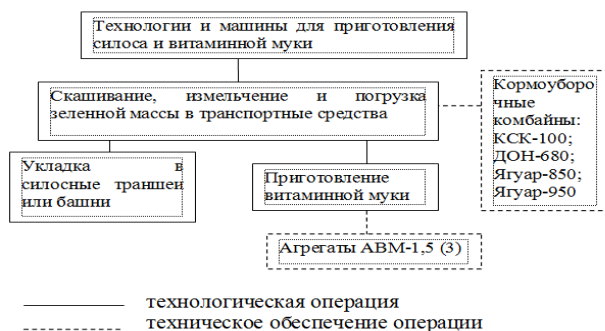 Технологии и машины для приготовления
силоса и витаминной муки
Скашивание, измельчение и погрузка
зеленной массы в транспортные средства
Кормоубороч
чные
комбайны:
КСК-100;
ДОН-680;
Ягуар-850;
Ягуар-950
Укладка в
силосные траншеи
или башни
Приготовление
витаминной муки
Агрегаты АВМ-1,5 (3)
технологическая операция
техническое обеспечение операции